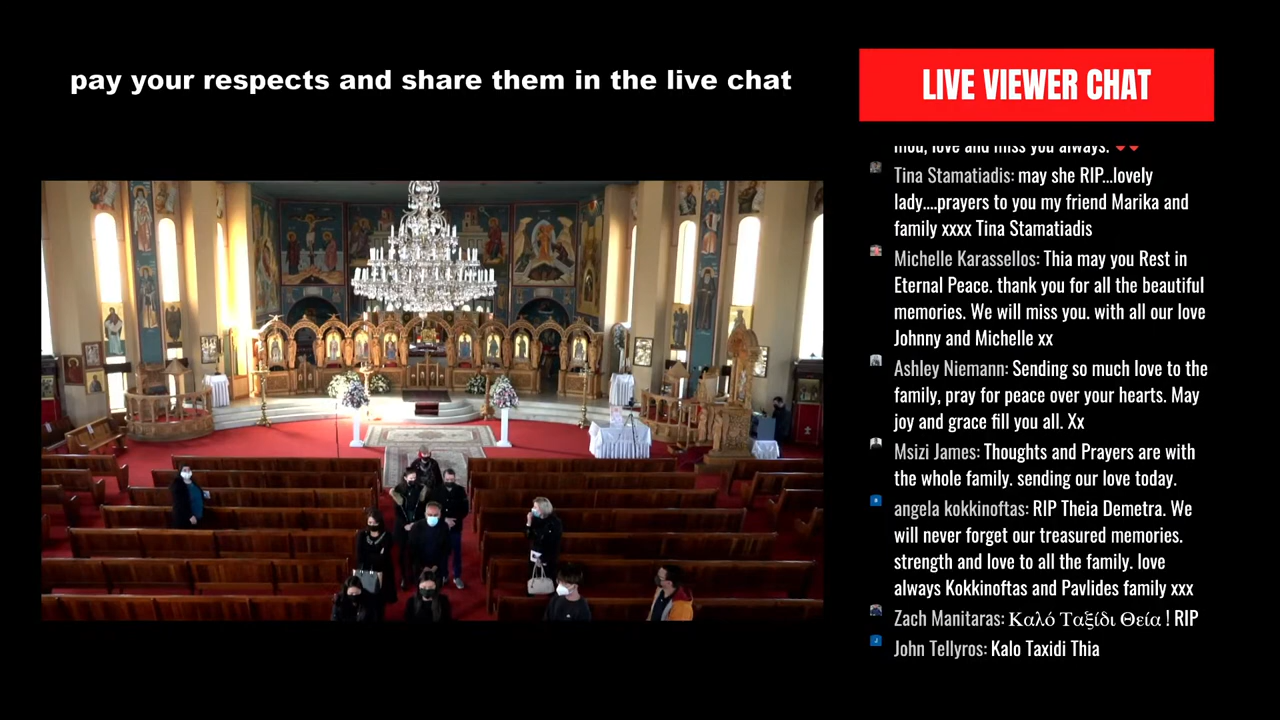 pay your respects and share them in the live chat
LIVE VIEWER CHAT
mou, love and miss you always.
Tina Stamatiadis: may she RIP...lovely
lady....prayers to you my friend Marika and
family xxxx Tina Stamatiadis
Michelle Karassellos: Thia may you Rest in
Eternal Peace. thank you for all the beautiful
memories. We will miss you. with all our love
Johnny and Michelle xx
Ashley Niemann: Sending so much love to the
family, pray for peace over your hearts. May
joy and grace fill you all. Xx
Msizi James: Thoughts and Prayers are with
the whole family. sending our love today.
angela kokkinoftas: RIP Theia Demetra. We
will never forget our treasured memories.
strength and love to all the family. love
always Kokkinoftas and Pavlides family xxx
Zach Manitaras: Καλό Ταξίδι Θεία ! RIP
John Tellyros: Kalo Taxidi Thia